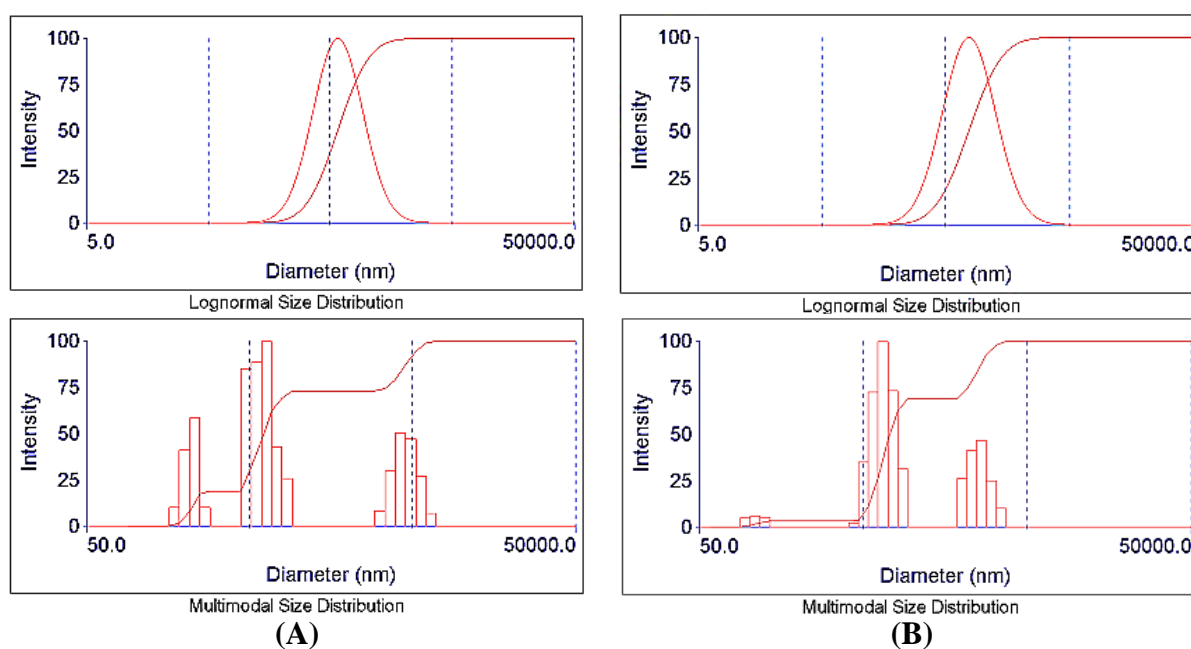 100
75
50
25
0
Intensity
5.0
50000.0
Diameter (nm)
Lognormal Size Distribution
100
75
50
25
0
Intensity
50.0
50000.0
Diameter (nm)
Multimodal Size Distribution
(A)
100
75
50
25
0
Intensity
5.0
50000.0
Diameter (nm)
Lognormal Size Distribution
100
75
50
25
0
Intensity
50.0
50000.0
Diameter (nm)
Multimodal Size Distribution
(B)